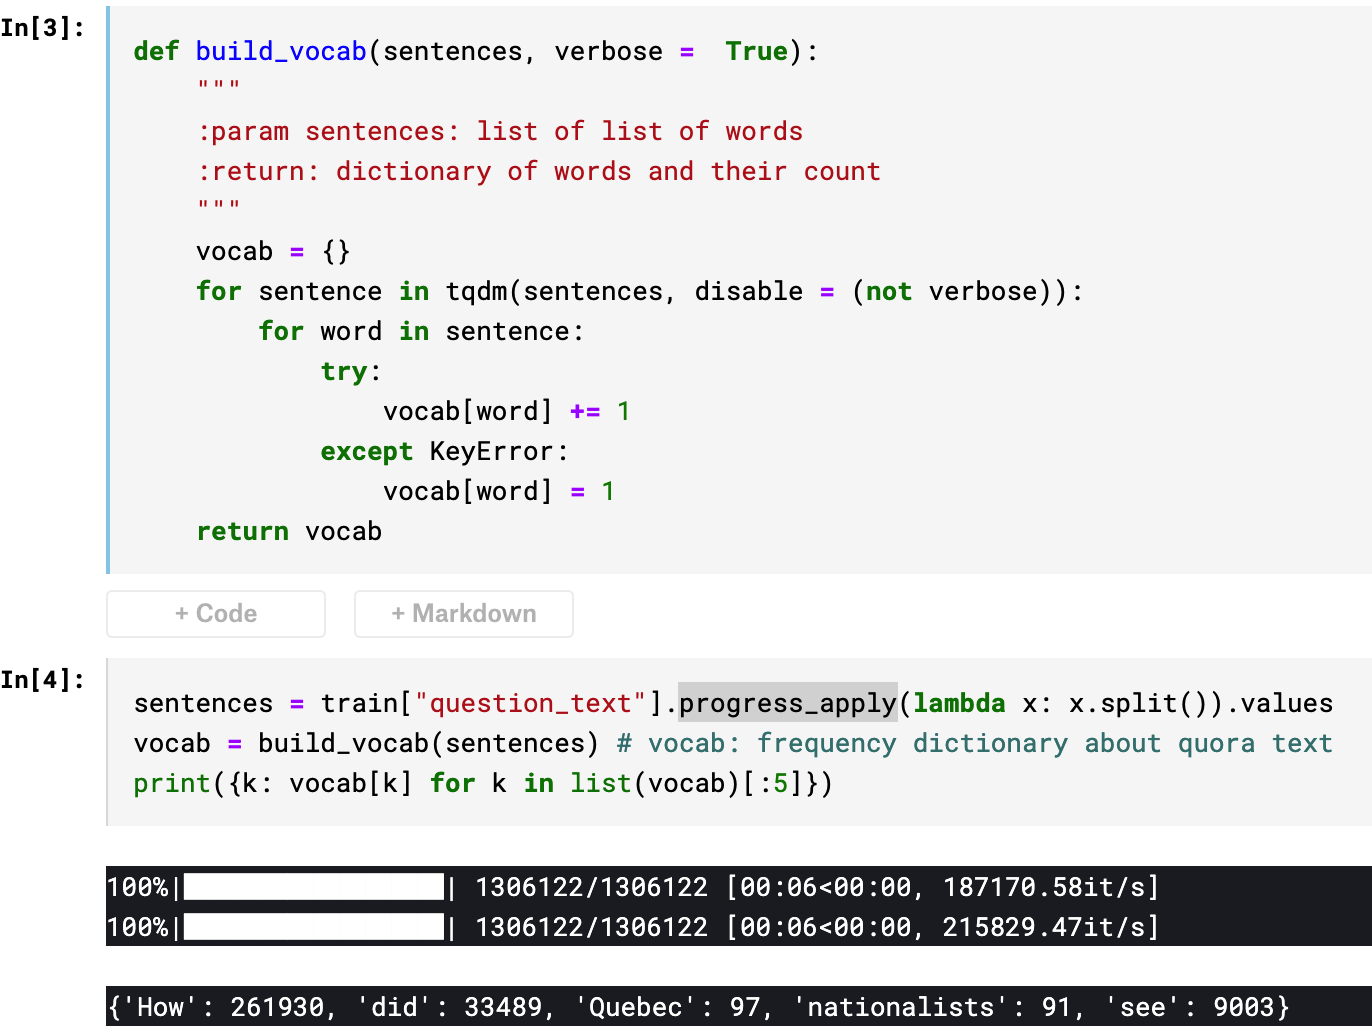 In[3]:
def build_vocab(sentences, verbose =  True):
    """
    :param sentences: list of list of words
    :return: dictionary of words and their count
    """
    vocab = {}
    for sentence in tqdm(sentences, disable = (not verbose)):
        for word in sentence:
            try:
                vocab[word] += 1
            except KeyError:
                vocab[word] = 1
    return vocab
+ Code + Markdown
In[4]:
sentences = train["question_text"].progress_apply(lambda x: x.split()).values
vocab = build_vocab(sentences) # vocab: frequency dictionary about quora text
print({k: vocab[k] for k in list(vocab)[:5]})
100%|██████████| 1306122/1306122 [00:06<00:00, 187170.58it/s]
100%|██████████| 1306122/1306122 [00:06<00:00, 215829.47it/s]
{'How': 261930, 'did': 33489, 'Quebec': 97, 'nationalists': 91, 'see': 9003}